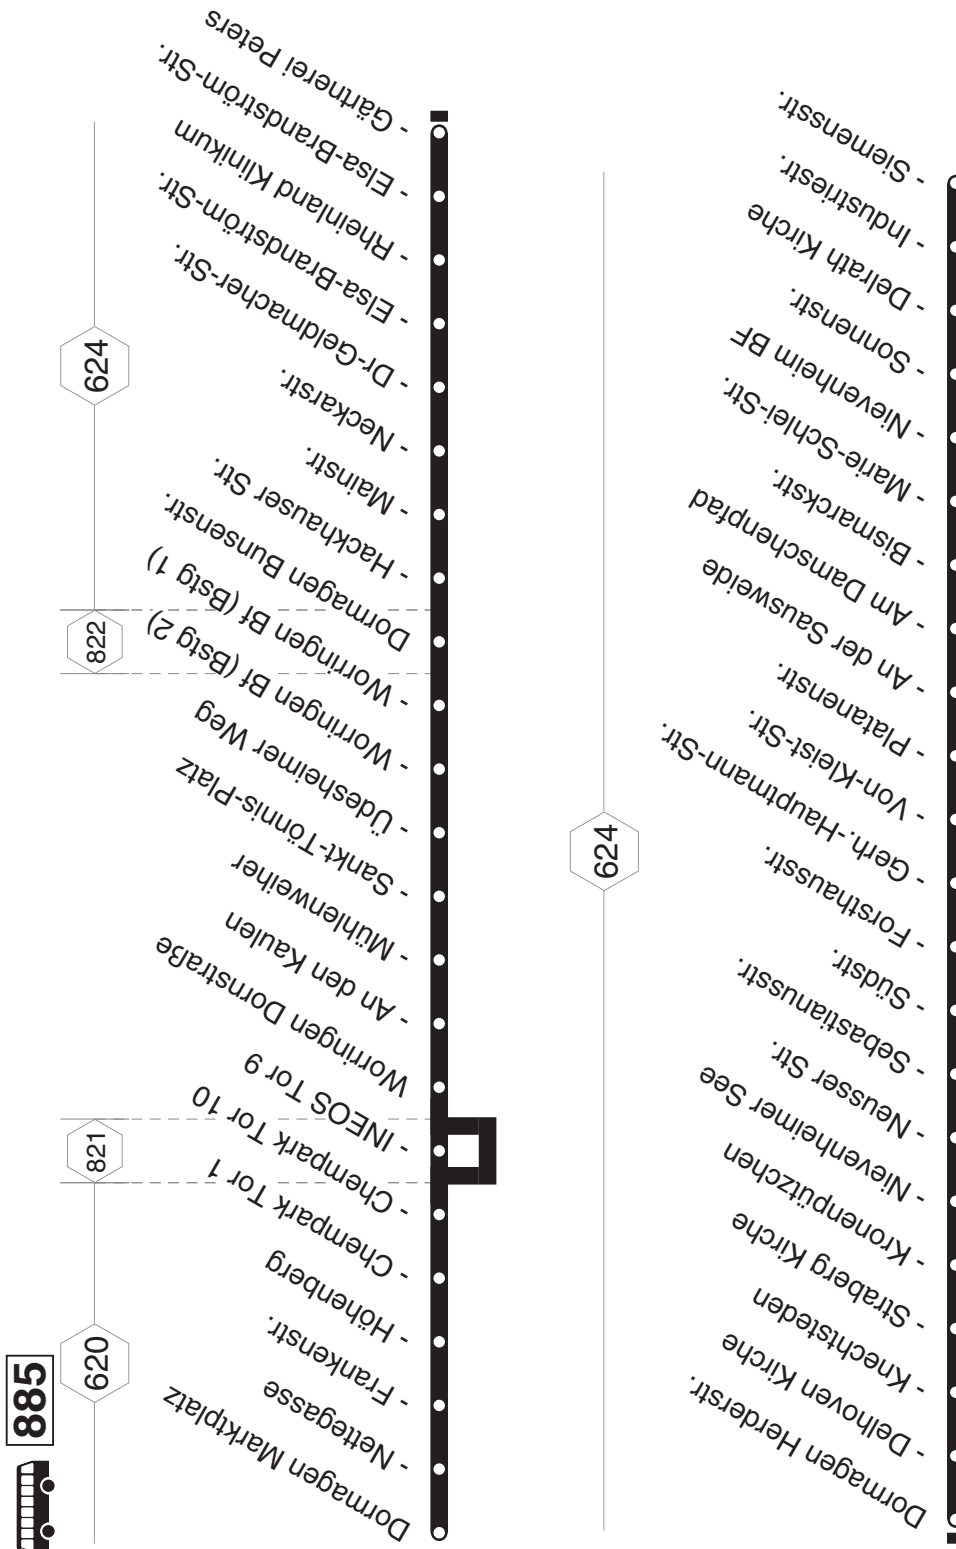 885
620
821
822
624
Dormagen Marktplatz
- Nettegasse
- Frankenstr.
- Höhenberg
- Chempark Tor 1
- Chempark Tor 10
- INEOS Tor 9
Worringen Dornstraße
- An den Kaulen
- Mühlenweiher
- Sankt-Tönnis-Platz
- Üdesheimer Weg
- Worringen Bf (Bstg 2)
- Worringen Bf (Bstg 1)
Dormagen Bunsenstr.
- Hackhauser Str.
- Mainstr.
- Neckarstr.
- Dr-Geldmacher-Str.
- Elsa-Brandström-Str.
- Rheinland Klinikum
- Elsa-Brandström-Str.
- Gärtnerei Peters
624
Dormagen Herderstr.
- Delhoven Kirche
- Knechtsteden
- Straberg Kirche
- Kronenpützchen
- Nievenheimer See
- Neusser Str.
- Sebastianusstr.
- Südstr.
- Forsthausstr.
- Gerh.-Hauptmann-Str.
- Von-Kleist-Str.
- Platanenstr.
- An der Sausweide
- Am Damschenpfad
- Bismarckstr.
- Marie-Schlei-Str.
- Nievenheim BF
- Sonnenstr.
- Delrath Kirche
- Industriestr.
- Siemensstr.